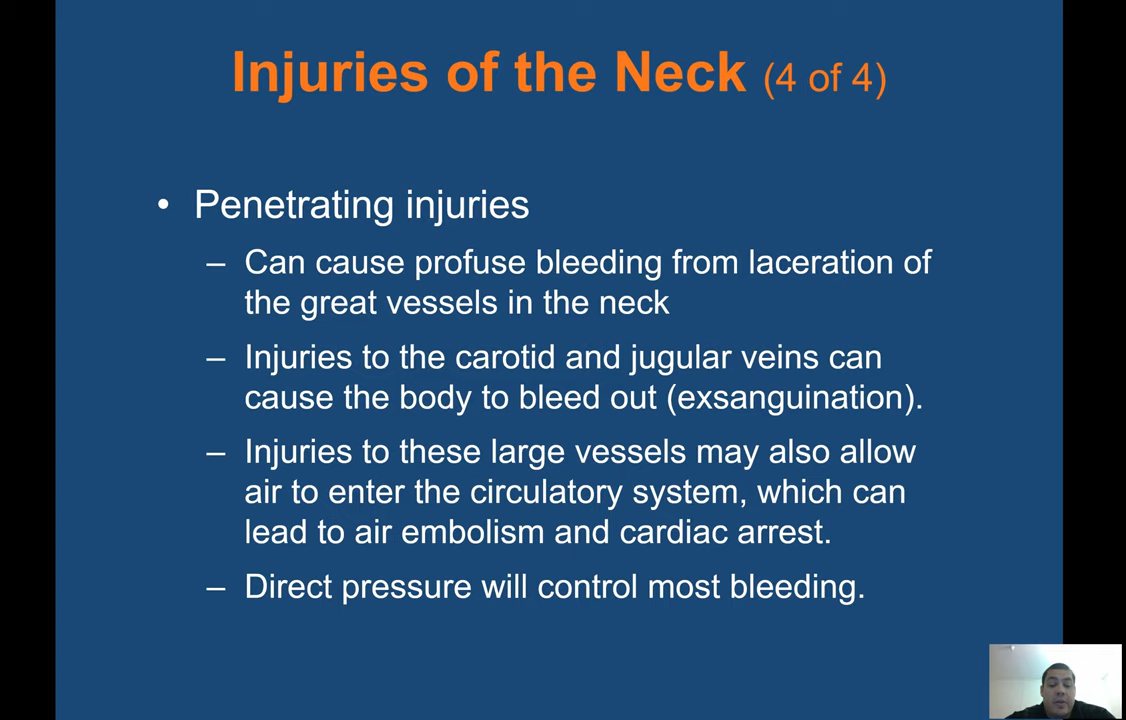 Injuries of the Neck (4 of 4)
• Penetrating injuries
– Can cause profuse bleeding from laceration of
the great vessels in the neck
– Injuries to the carotid and jugular veins can
cause the body to bleed out (exsanguination).
– Injuries to these large vessels may also allow
air to enter the circulatory system, which can
lead to air embolism and cardiac arrest.
– Direct pressure will control most bleeding.